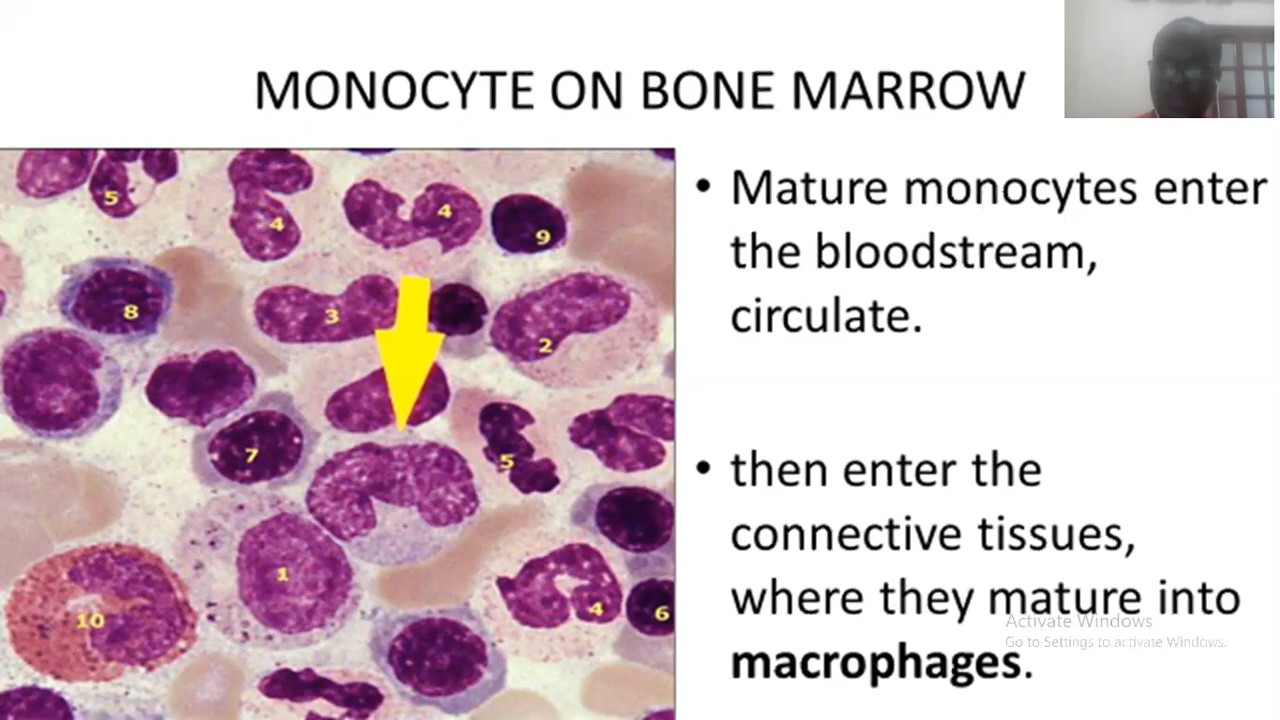 MONOCYTE ON BONE MARROW
5
4
4
9
8
3
2
7
5
1
10
4
6
• Mature monocytes enter
the bloodstream,
circulate.
• then enter the
connective tissues,
where they mature into
macrophages.
Activate Windows
Go to Settings to activate Windows.